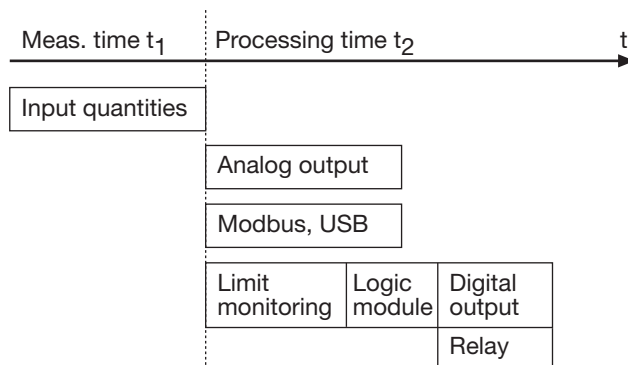 Meas. time t1 Processing time t2 t
Input quantities
Analog output
Modbus, USB
Limit monitoring
Logic module
Digital output
Relay